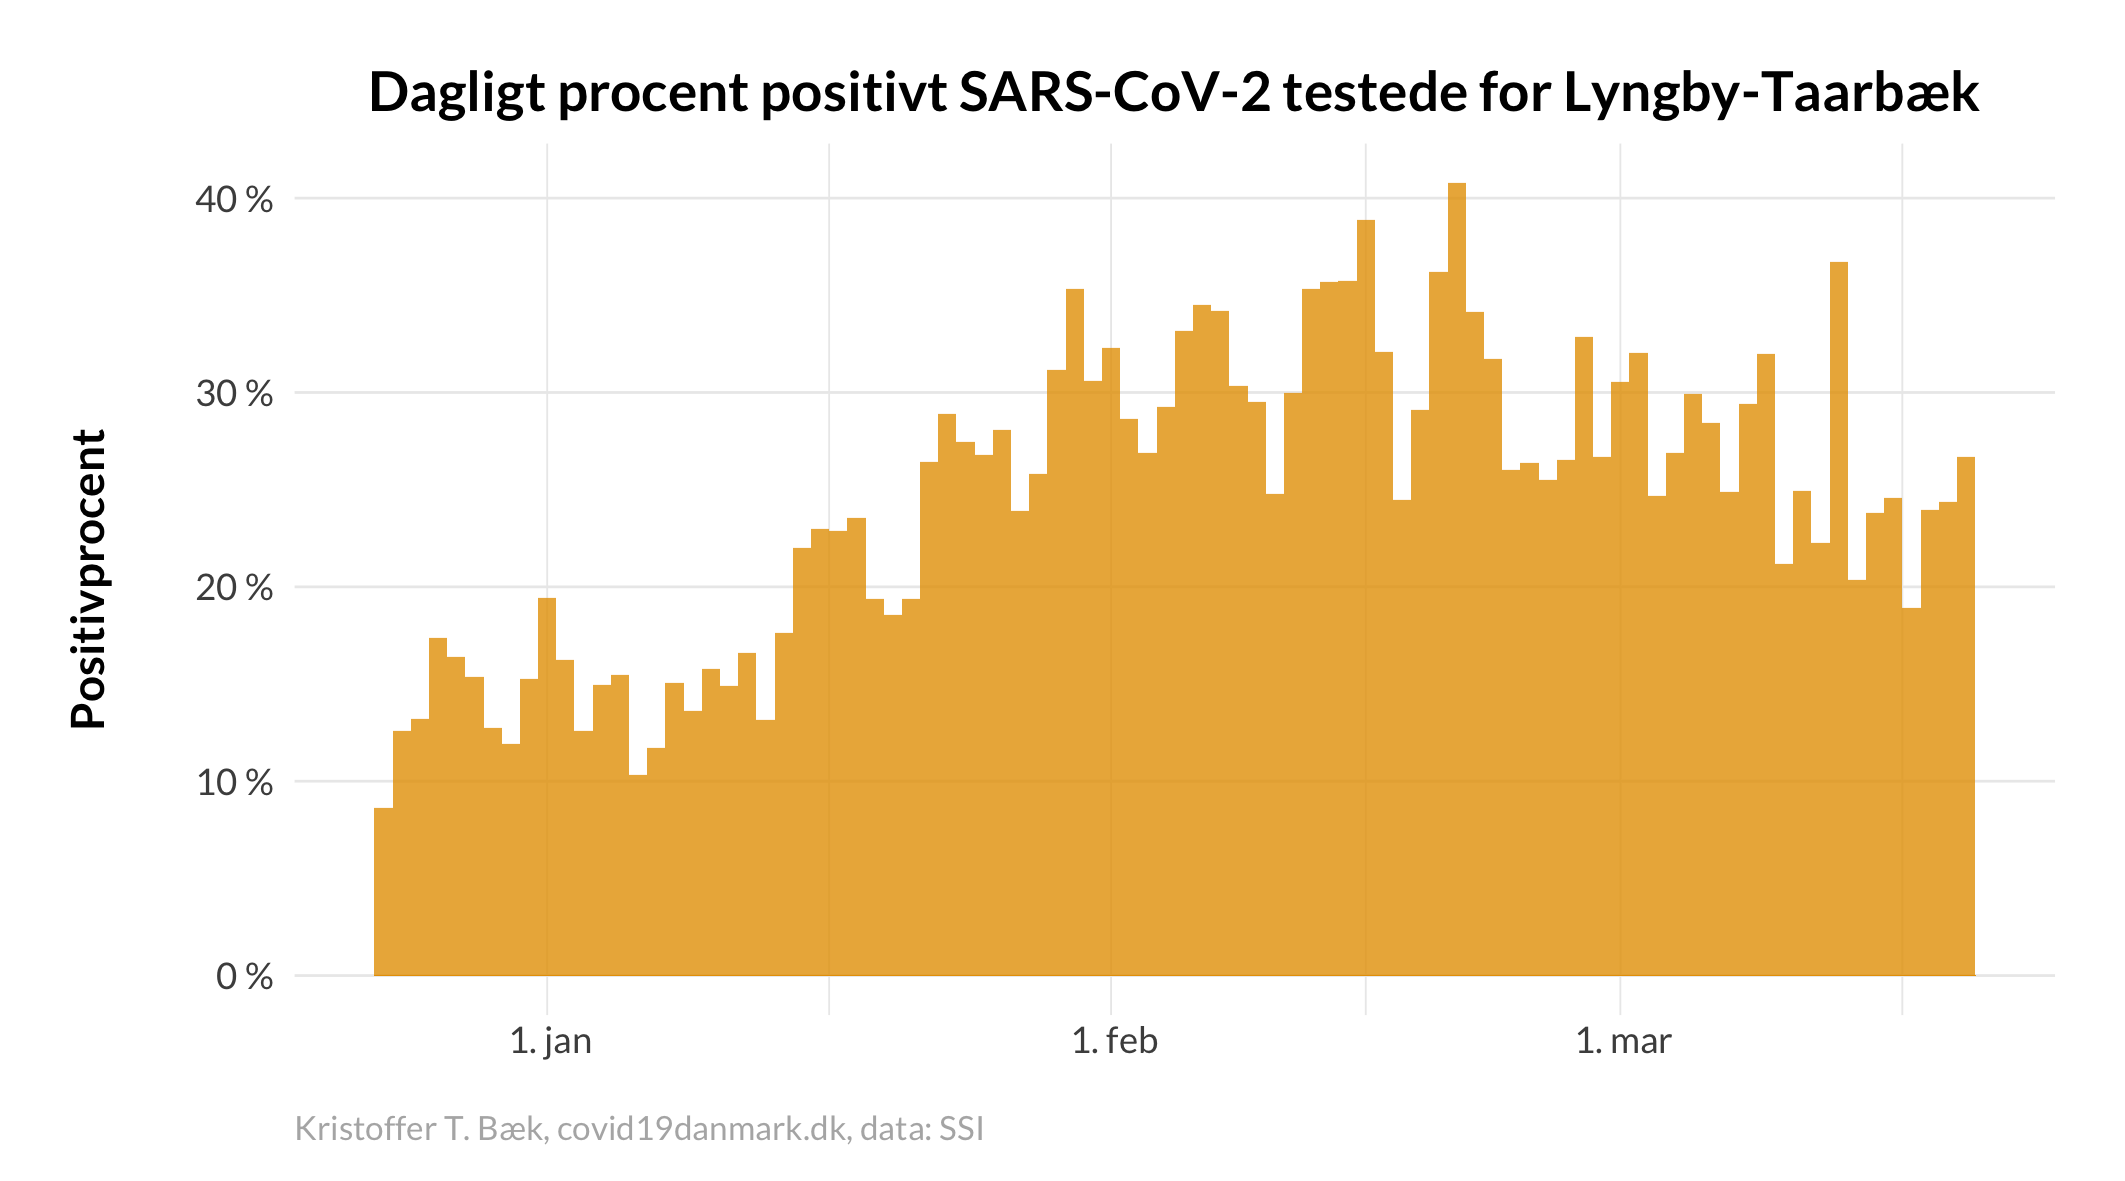 Dagligt procent positivt SARS-CoV-2 testede for Lyngby-Taarbæk
Positivprocent
40 %
30 %
20 %
10 %
0 %
1. jan
1. feb
1. mar
Kristoffer T. Bæk, covid19danmark.dk, data: SSI